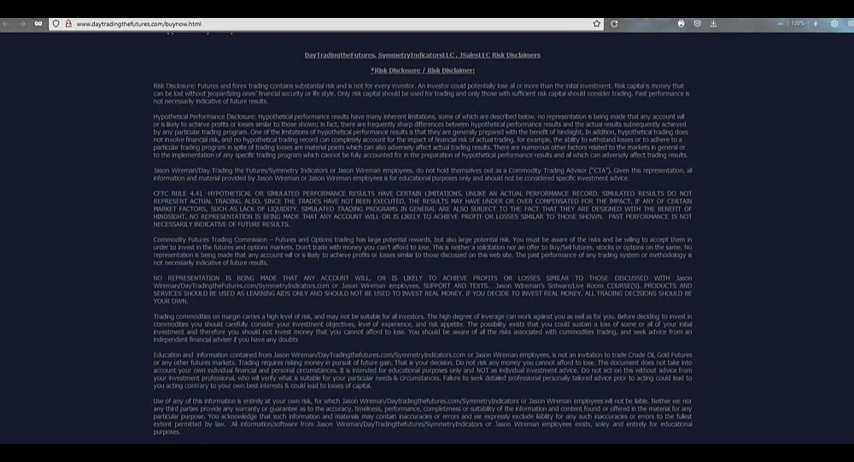 www.daytradingthefutures.com/buynow.html
120%
DayTradingtheFutures, SymmetryIndicatorsLLC , JSalesLLC Risk Disclaimers
*Risk Disclosure / Risk Disclaimer:
Risk Disclosure: Futures and forex trading contains substantial risk and is not for every investor. An investor could potentially lose all or more than the initial investment. Risk capital is money that
can be lost without jeopardizing ones' financial security or life style. Only risk capital should be used for trading and only those with sufficient risk capital should consider trading. Past performance is
not necessarily indicative of future results.
Hypothetical Performance Disclosure: Hypothetical performance results have many inherent limitations, some of which are described below. no representation is being made that any account will
or is likely to achieve profits or losses similar to those shown; in fact, there are frequently sharp differences between hypothetical performance results and the actual results subsequently achieved
by any particular trading program. One of the limitations of hypothetical performance results is that they are generally prepared with the benefit of hindsight. In addition, hypothetical trading does
not involve financial risk, and no hypothetical trading record can completely account for the impact of financial risk of actual trading. for example, the ability to withstand losses or to adhere to a
particular trading program in spite of trading losses are material points which can also adversely affect actual trading results. There are numerous other factors related to the markets in general or
to the implementation of any specific trading program which cannot be fully accounted for in the preparation of hypothetical performance results and all which can adversely affect trading results.
Jason Wireman/Day Trading the Futures/Symmetry Indicators or Jason Wireman employees, do not hold themselves out as a Commodity Trading Advisor ("CTA"). Given this representation, all
information and material provided by Jason Wireman or Jason Wireman employees is for educational purposes only and should not be considered specific investment advice.
CFTC RULE 4.41 -HYPOTHETICAL OR SIMULATED PERFORMANCE RESULTS HAVE CERTAIN LIMITATIONS. UNLIKE AN ACTUAL PERFORMANCE RECORD, SIMULATED RESULTS DO NOT
REPRESENT ACTUAL TRADING. ALSO, SINCE THE TRADES HAVE NOT BEEN EXECUTED, THE RESULTS MAY HAVE UNDER OR OVER COMPENSATED FOR THE IMPACT, IF ANY OF CERTAIN
MARKET FACTORS, SUCH AS LACK OF LIQUIDITY. SIMULATED TRADING PROGRAMS IN GENERAL ARE ALSO SUBJECT TO THE FACT THAT THEY ARE DESIGNED WITH THE BENEFIT OF
HINDSIGHT. NO REPRESENTATION IS BEING MADE THAT ANY ACCOUNT WILL OR IS LIKELY TO ACHIEVE PROFIT OR LOSSES SIMILAR TO THOSE SHOWN. PAST PERFORMANCE IS NOT
NECESSARILY INDICATIVE OF FUTURE RESULTS.
Commodity Futures Trading Commission – Futures and Options trading has large potential rewards, but also large potential risk. You must be aware of the risks and be willing to accept them in
order to invest in the futures and options markets. Don't trade with money you can't afford to lose. This is neither a solicitation nor an offer to Buy/Sell futures, stocks or options on the same. No
representation is being made that any account will or is likely to achieve profits or losses similar to those discussed on this web site. The past performance of any trading system or methodology is
not necessarily indicative of future results.
NO REPRESENTATION IS BEING MADE THAT ANY ACCOUNT WILL, OR IS LIKELY TO ACHIEVE PROFITS OR LOSSES SIMILAR TO THOSE DISCUSSED WITH Jason
Wireman/DayTradingthefutures.com/SymmetryIndicators.com or Jason Wireman employees, SUPPORT AND TEXTS. Jason Wireman's Sotware/Live Room COURSE(S), PRODUCTS AND
SERVICES SHOULD BE USED AS LEARNING AIDS ONLY AND SHOULD NOT BE USED TO INVEST REAL MONEY. IF YOU DECIDE TO INVEST REAL MONEY, ALL TRADING DECISIONS SHOULD BE
YOUR OWN.
Trading commodities on margin carries a high level of risk, and may not be suitable for all investors. The high degree of leverage can work against you as well as for you. Before deciding to invest in
commodities you should carefully consider your investment objectives, level of experience, and risk appetite. The possibility exists that you could sustain a loss of some or all of your initial
investment and therefore you should not invest money that you cannot afford to lose. You should be aware of all the risks associated with commodities trading, and seek advice from an
independent financial adviser if you have any doubts
Education and information contained from Jason Wireman/DayTradingthefutures.com/SymmetryIndicators.com or Jason Wireman employees, is not an invitation to trade Crude Oil, Gold Futures
or any other futures markets. Trading requires risking money in pursuit of future gain. That is your decision. Do not risk any money you cannot afford to lose. This document does not take into
account your own individual financial and personal circumstances. It is intended for educational purposes only and NOT as individual investment advice. Do not act on this without advice from
your investment professional, who will verify what is suitable for your particular needs & circumstances. Failure to seek detailed professional personally tailored advice prior to acting could lead to
you acting contrary to your own best interests & could lead to losses of capital.
Use of any of this information is entirely at your own risk, for which Jason Wireman/Daytradingthefutures.com/SymmetryIndicators or Jason Wireman employees will not be liable. Neither we nor
any third parties provide any warranty or guarantee as to the accuracy, timeliness, performance, completeness or suitability of the information and content found or offered in the material for any
particular purpose. You acknowledge that such information and materials may contain inaccuracies or errors and we expressly exclude liability for any such inaccuracies or errors to the fullest
extent permitted by law. All information/software from Jason Wireman/DayTradingthefutures/SymmetryIndicators or Jason Wireman employees exists, soley and entirely for educational
purposes.